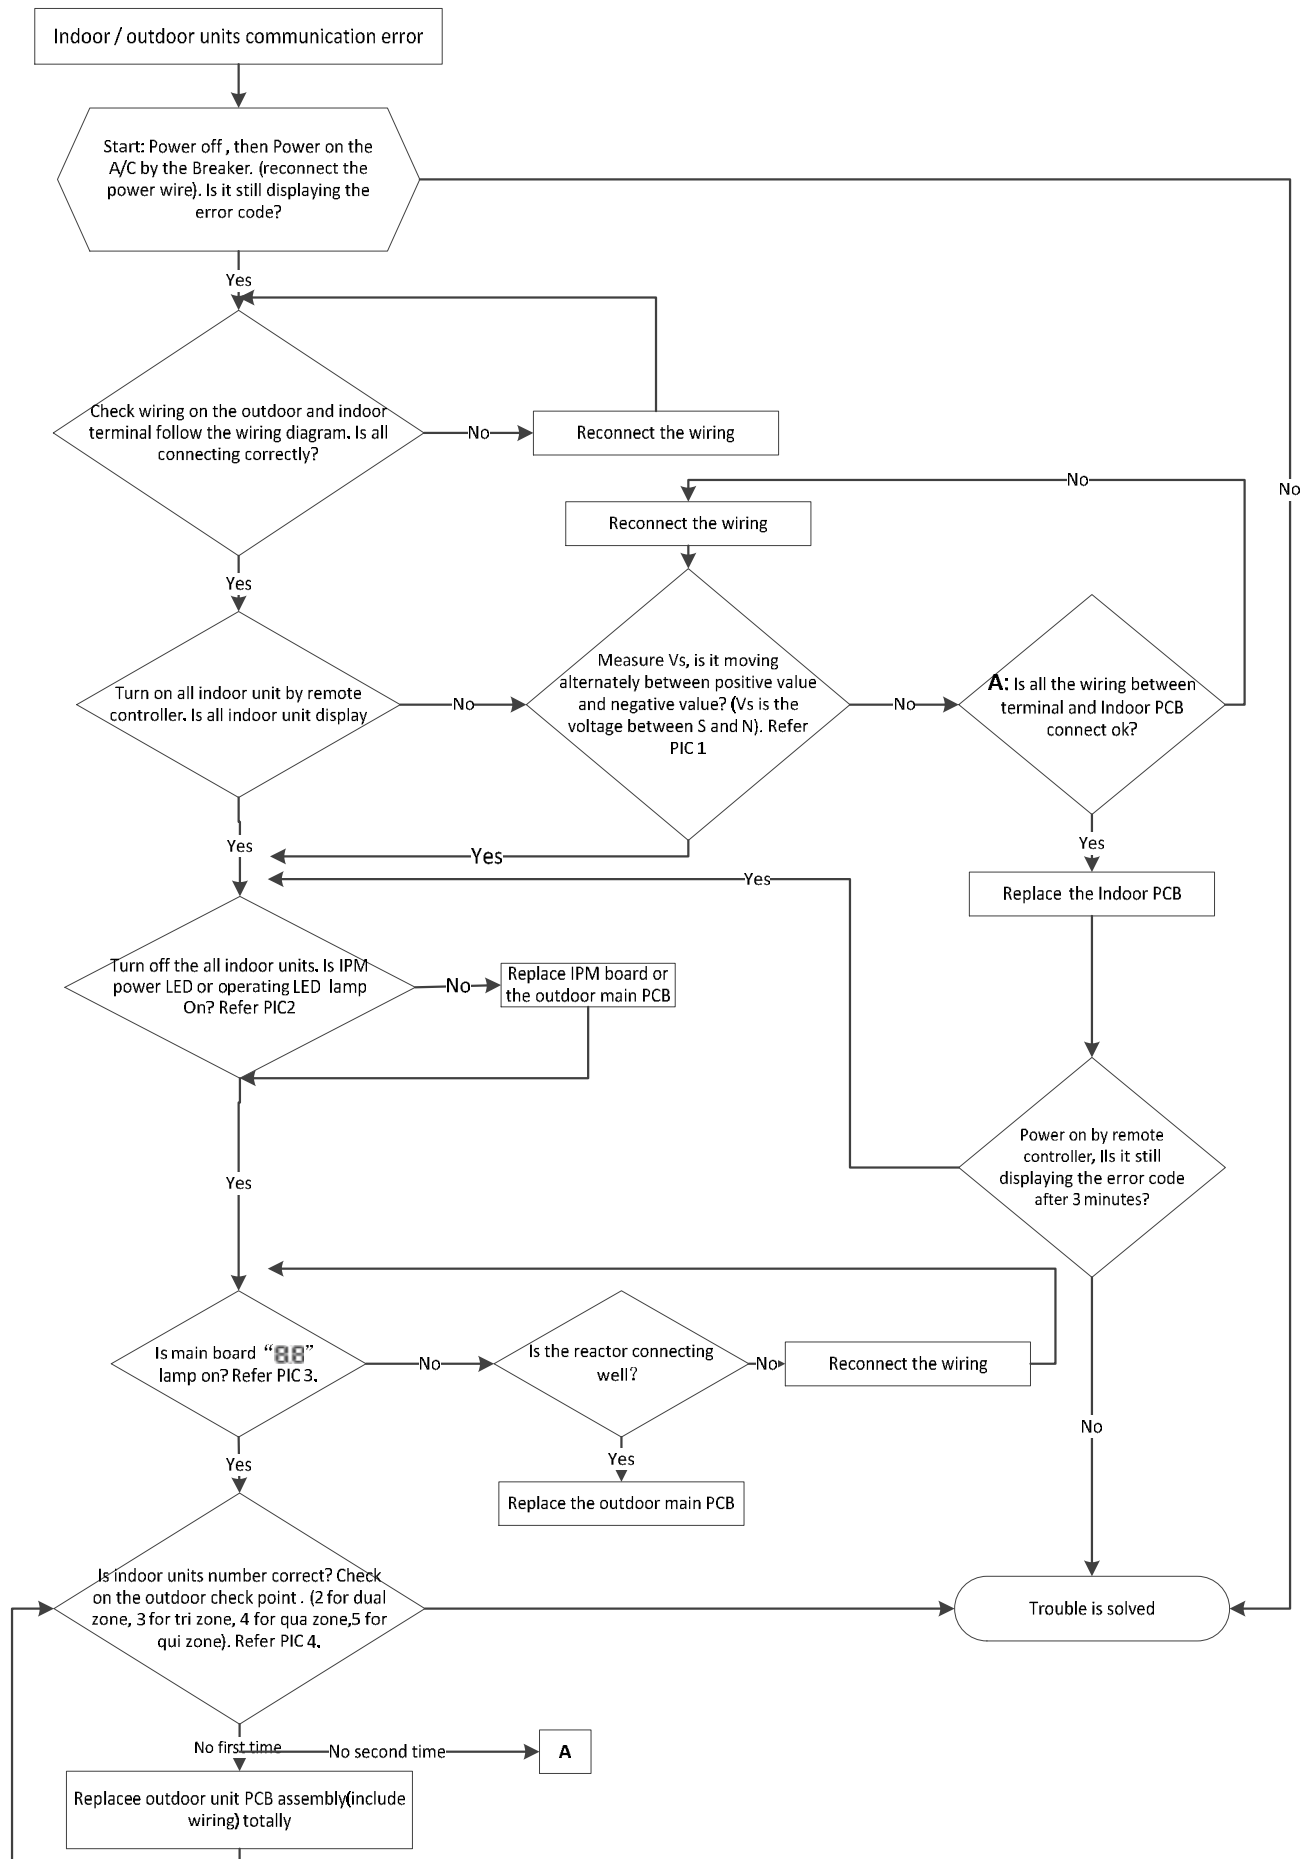 Indoor / outdoor units communication error
Start: Power off , then Power on the
A/C by the Breaker. (reconnect the
power wire). Is it still displaying the
error code?
No
Yes
Check wiring on the outdoor and indoor
terminal follow the wiring diagram. Is all
connecting correctly?
No
Reconnect the wiring
Yes
No
Reconnect the wiring
Turn on all indoor unit by remote
controller. Is all indoor unit display
No
Measure Vs, is it moving
alternately between positive value
and negative value? (Vs is the
voltage between S and N). Refer
PIC 1
No
A: Is all the wiring between
terminal and Indoor PCB
connect ok?
Yes
Yes
Yes
Yes
Replace the Indoor PCB
Turn off the all indoor units. Is IPM
power LED or operating LED lamp
On? Refer PIC2
No
Replace IPM board or
the outdoor main PCB
Power on by remote
controller, IIs it still
displaying the error code
after 3 minutes?
Yes
Is main board “8.8”
lamp on? Refer PIC 3.
No
Is the reactor connecting
well?
No
Reconnect the wiring
No
Yes
Yes
Replace the outdoor main PCB
Is indoor units number correct? Check
on the outdoor check point . (2 for dual
zone, 3 for tri zone, 4 for qua zone,5 for
qui zone). Refer PIC 4.
Trouble is solved
No first time
No second time
A
Replacee outdoor unit PCB assembly(include
wiring) totally